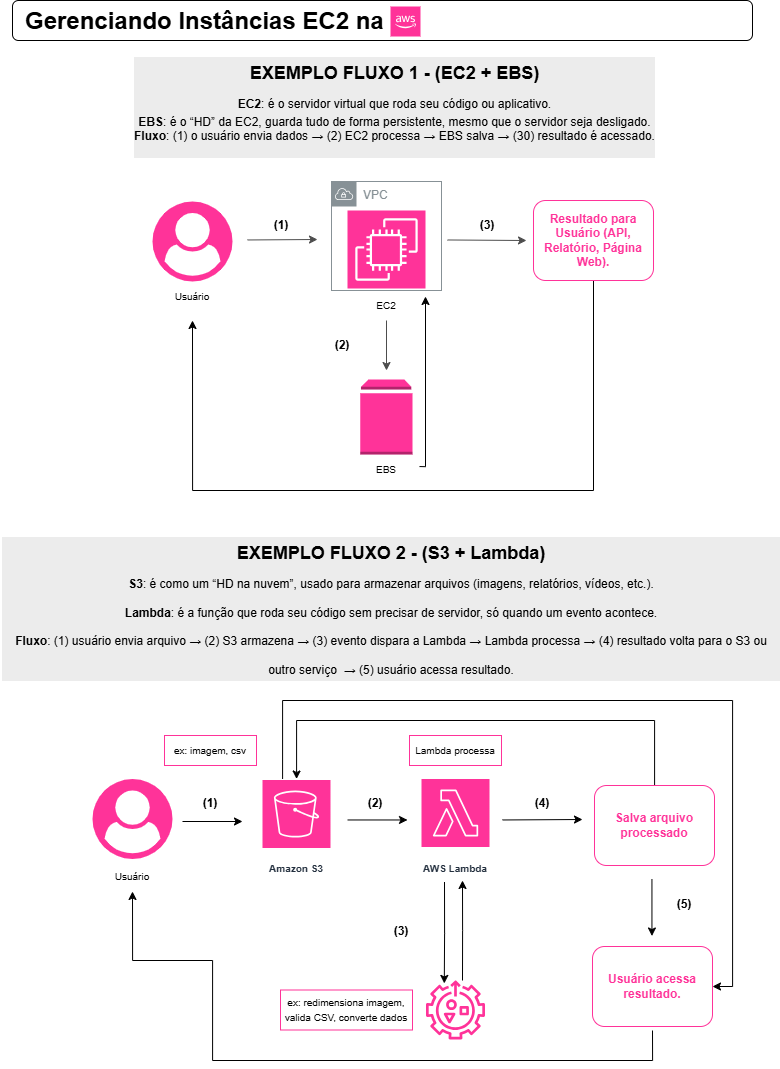 Gerenciando Instâncias EC2 na aws
EXEMPLO FLUXO 1 - (EC2 + EBS)
EC2: é o servidor virtual que roda seu código ou aplicativo.
EBS: é o “HD” da EC2, guarda tudo de forma persistente, mesmo que o servidor seja desligado.
Fluxo: (1) o usuário envia dados → (2) EC2 processa → EBS salva → (30) resultado é acessado.
VPC
(1)
(3)
Resultado para
Usuário (API,
Relatório, Página
Web).
Usuário
EC2
(2)
EBS
EXEMPLO FLUXO 2 - (S3 + Lambda)
S3: é como um “HD na nuvem”, usado para armazenar arquivos (imagens, relatórios, vídeos, etc.).
Lambda: é a função que roda seu código sem precisar de servidor, só quando um evento acontece.
Fluxo: (1) usuário envia arquivo → (2) S3 armazena → (3) evento dispara a Lambda → Lambda processa → (4) resultado volta para o S3 ou
outro serviço → (5) usuário acessa resultado.
ex: imagem, csv
Lambda processa
(1)
(2)
(4)
Salva arquivo
processado
Usuário
Amazon S3
AWS Lambda
(3)
(5)
ex: redimensiona imagem,
valida CSV, converte dados
Usuário acessa
resultado.